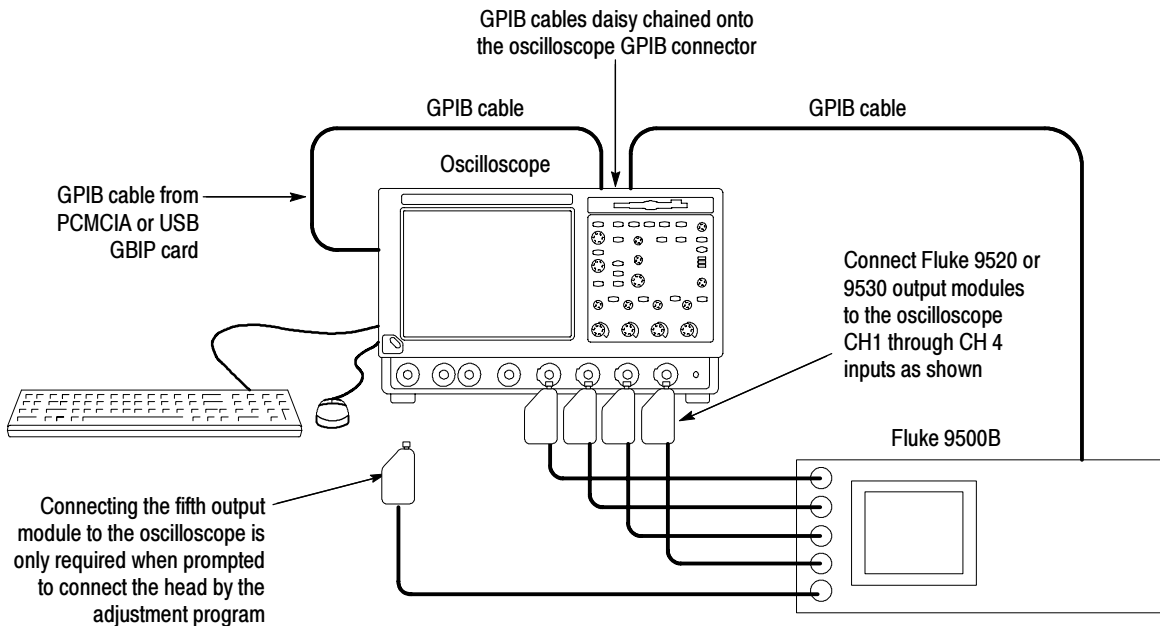 GPIB cables daisy chained onto
the oscilloscope GPIB connector
GPIB cable
GPIB cable
Oscilloscope
GPIB cable from
PCMCIA or USB
GBIP card
Connect Fluke 9520 or
9530 output modules
to the oscilloscope
CH1 through CH 4
inputs as shown
Fluke 9500B
Connecting the fifth output
module to the oscilloscope is
only required when prompted
to connect the head by the
adjustment program